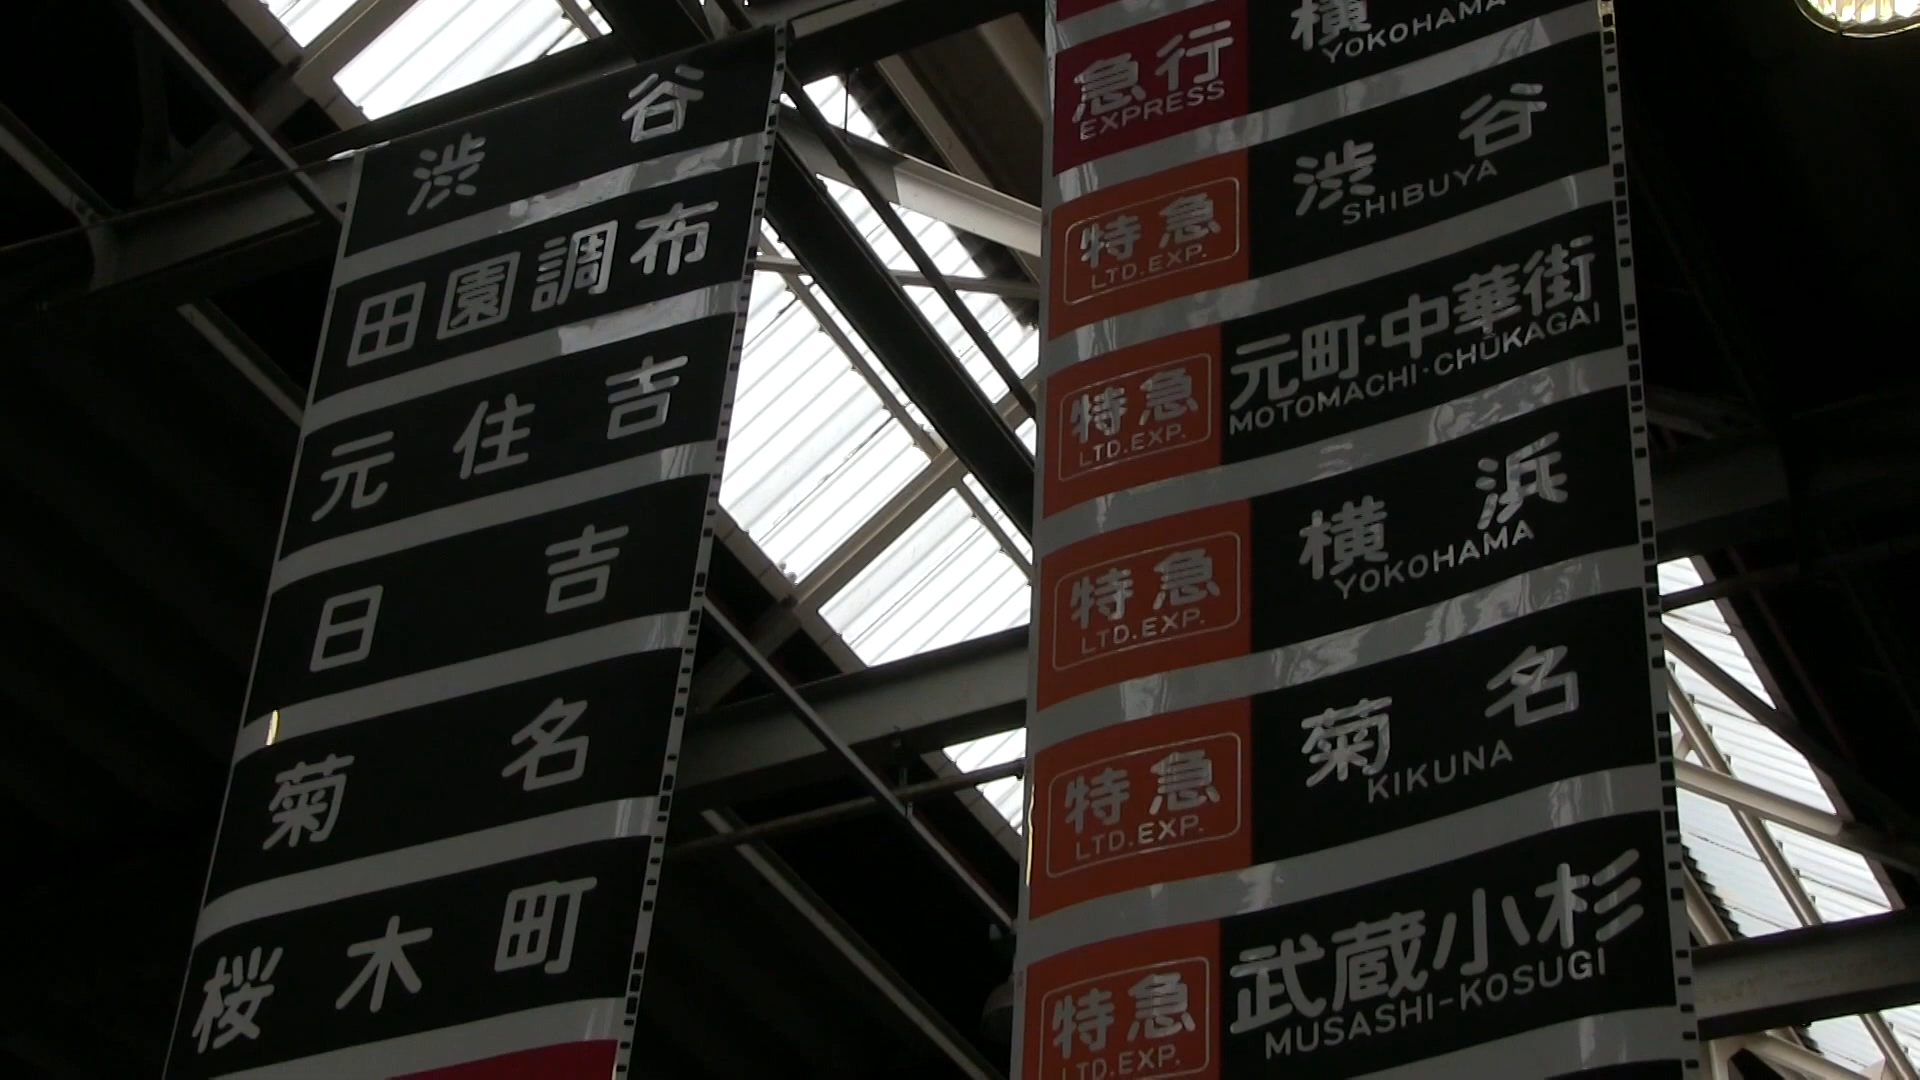 渋谷
田園調布
元住吉
日吉
菊名
桜木町
急行 横
EXPRESS YOKOHAMA
特急 渋谷
LTD.EXP. SHIBUYA
特急 元町・中華街
LTD.EXP. MOTOMACHI・CHŪKAGAI
特急 横浜
LTD.EXP. YOKOHAMA
特急 菊名
LTD.EXP. KIKUNA
特急 武蔵小杉
LTD.EXP. MUSASHI-KOSUGI